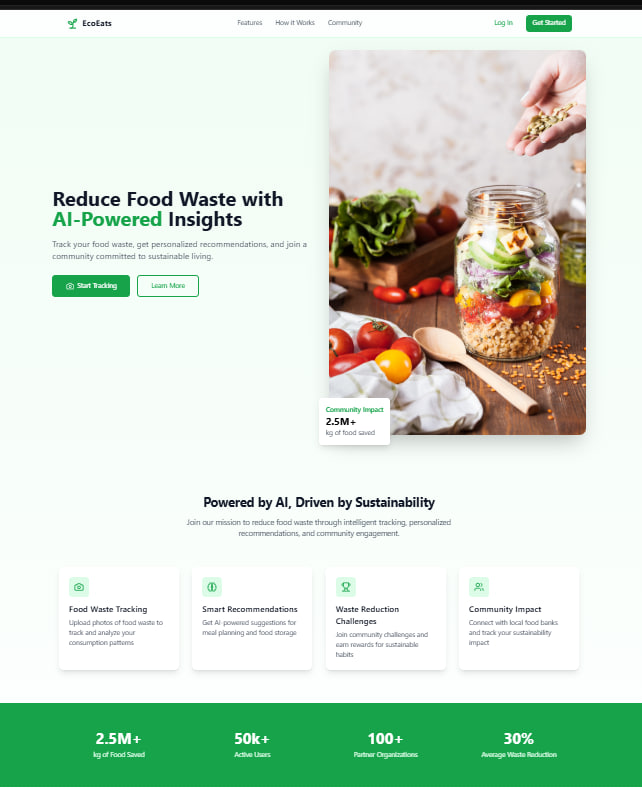 EcoEats
Features How it Works Community
Log in Get Started
Reduce Food Waste with
AI-Powered Insights
Track your food waste, get personalized recommendations, and join a
community committed to sustainable living.
Start Tracking Learn More
Community Impact
2.5M+
kg of food saved
Powered by AI, Driven by Sustainability
Join our mission to reduce food waste through intelligent tracking, personalized
recommendations, and community engagement.
Food Waste Tracking
Upload photos of food waste to
track and analyze your
consumption patterns
Smart Recommendations
Get AI-powered suggestions for
meal planning and food storage
Waste Reduction
Challenges
Join community challenges and
earn rewards for sustainable
habits
Community Impact
Connect with local food banks
and track your sustainability
impact
2.5M+
kg of Food Saved
50k+
Active Users
100+
Partner Organizations
30%
Average Waste Reduction